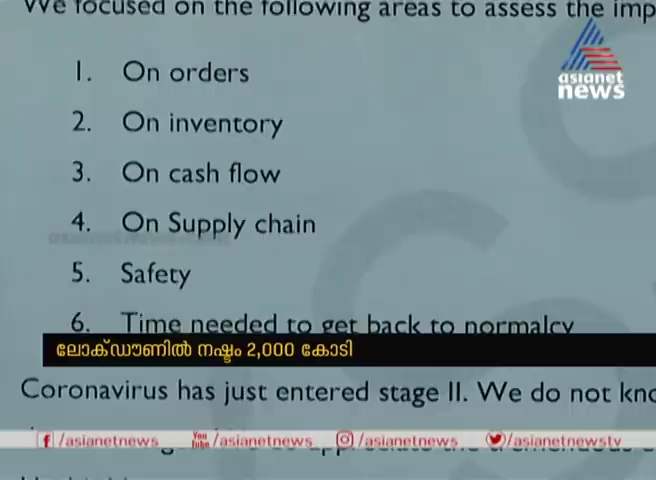 We focused on the following areas to assess the imp
asianet
news
1. On orders
2. On inventory
3. On cash flow
4. On Supply chain
5. Safety
6. Time needed to get back to normalcy
ലോക്ഡൗണിൽ നഷ്ടം 2,000 കോടി
Coronavirus has just entered stage II. We do not kno
f/asianetnews You Tube/asianetnews /asianetnews /asianetnewstv